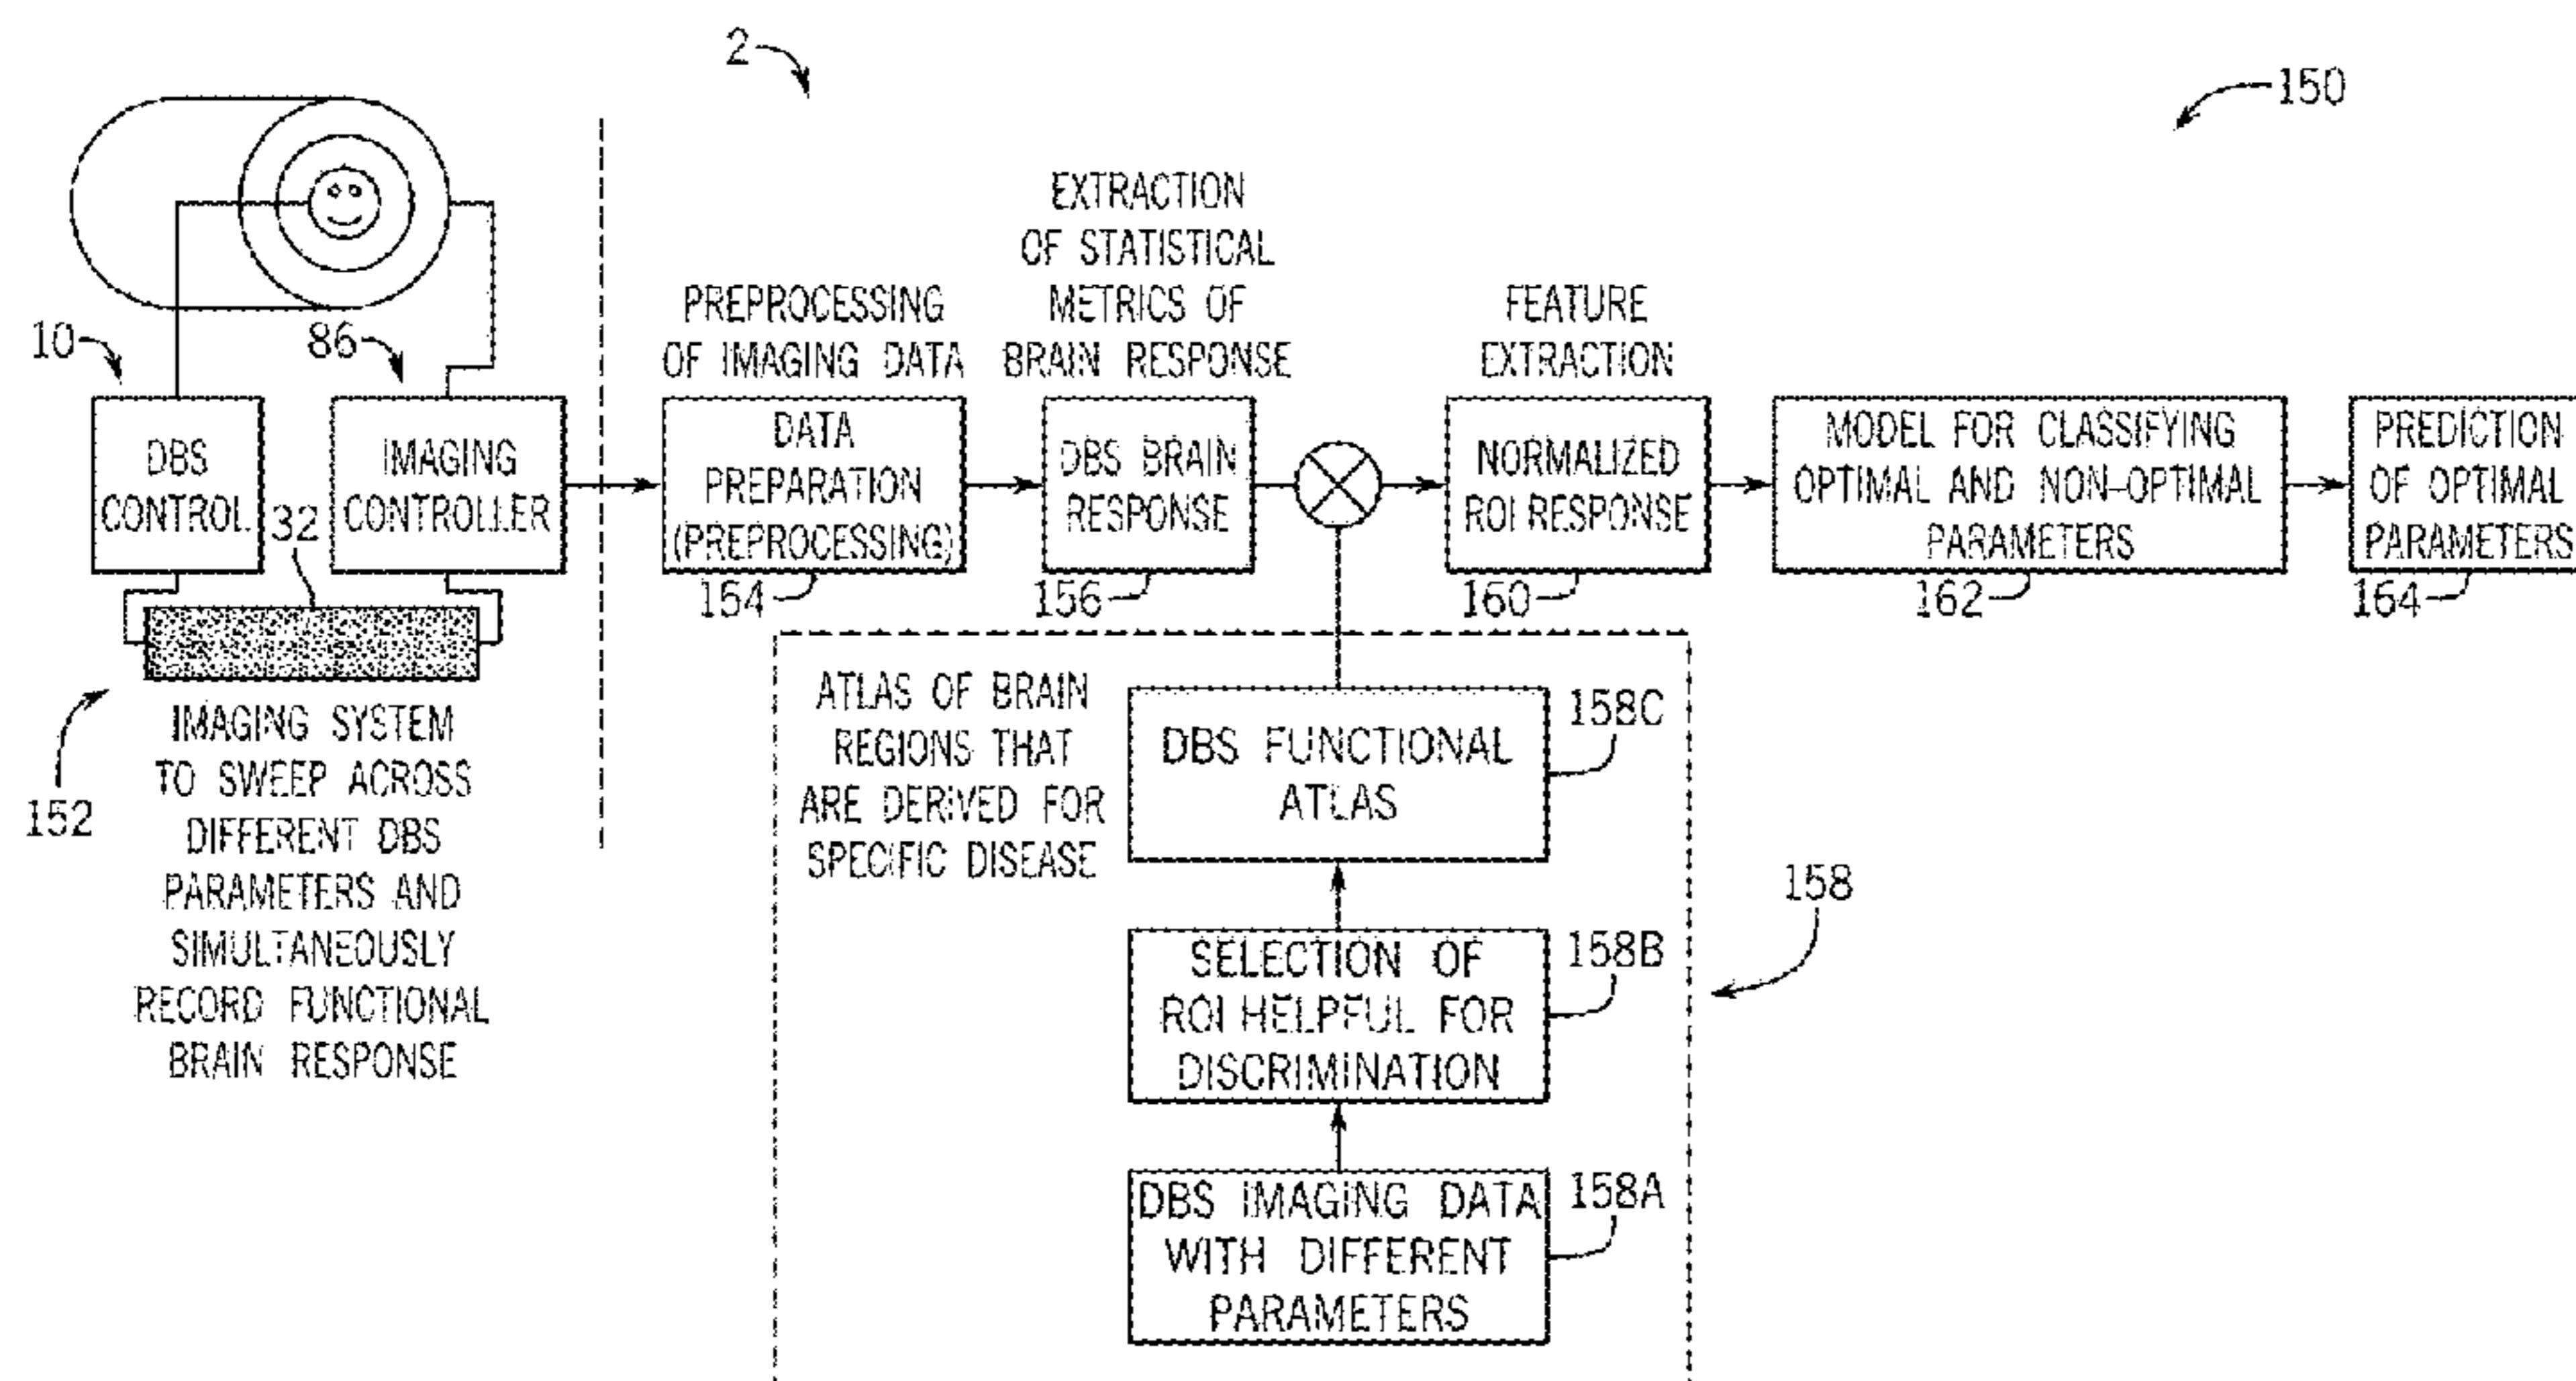 2
150
10
86
DBS
CONTROL
IMAGING
CONTROLLER
32
152
IMAGING SYSTEM
TO SWEEP ACROSS
DIFFERENT DBS
PARAMETERS AND
SIMULTANEOUSLY
RECORD FUNCTIONAL
BRAIN RESPONSE
PREPROCESSING
OF IMAGING DATA
DATA
PREPARATION
(PREPROCESSING)
154
EXTRACTION
OF STATISTICAL
METRICS OF
BRAIN RESPONSE
DBS BRAIN
RESPONSE
156
FEATURE
EXTRACTION
NORMALIZED
ROI RESPONSE
160
MODEL FOR CLASSIFYING
OPTIMAL AND NON-OPTIMAL
PARAMETERS
162
PREDICTION
OF OPTIMAL
PARAMETERS
164
ATLAS OF BRAIN
REGIONS THAT
ARE DERIVED FOR
SPECIFIC DISEASE
DBS FUNCTIONAL
ATLAS
158C
SELECTION OF
ROI HELPFUL FOR
DISCRIMINATION
158B
158
DBS IMAGING DATA
WITH DIFFERENT
PARAMETERS
158A